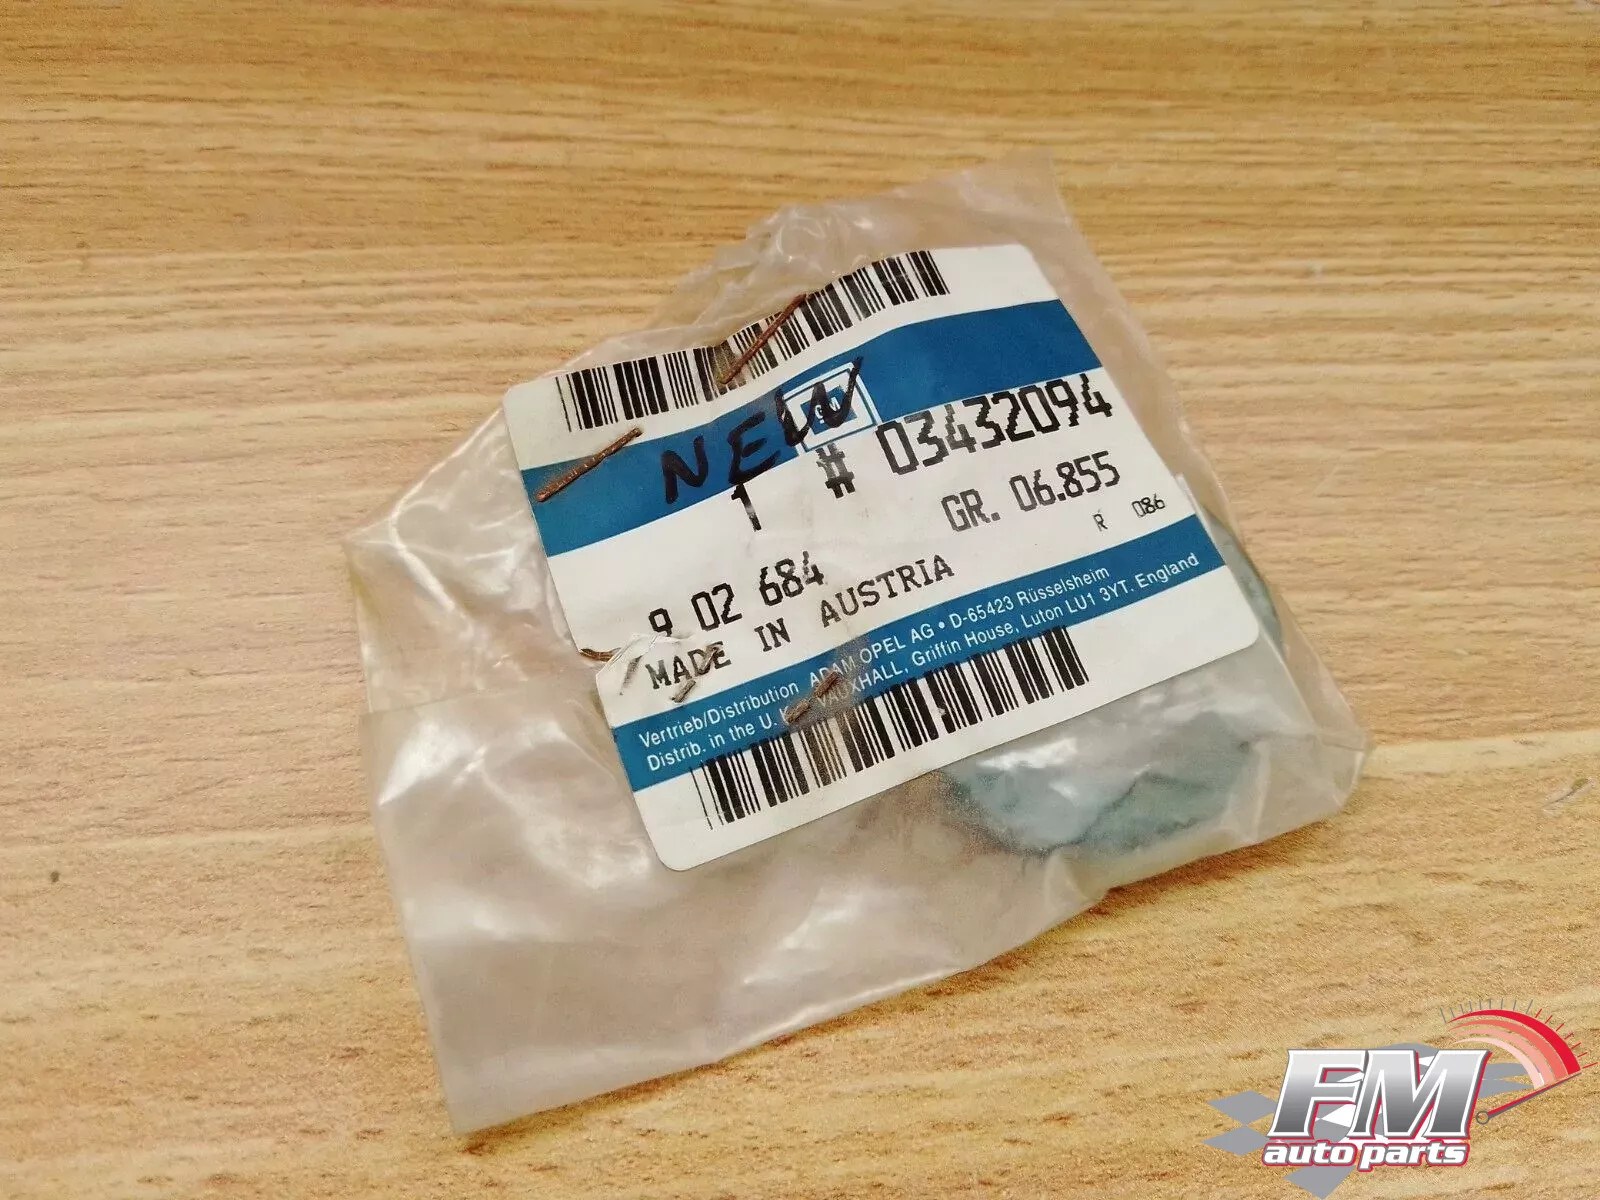 NEW
GM
1 # 03432094
GR. 06.855
R 086
9 02 684
MADE IN AUSTRIA
Vertrieb/Distribution ADAM OPEL AG • D-65423 Rüsselsheim
Distrib. in the U. VAUXHALL, Griffin House, Luton LU1 3YT. England
FM
auto parts